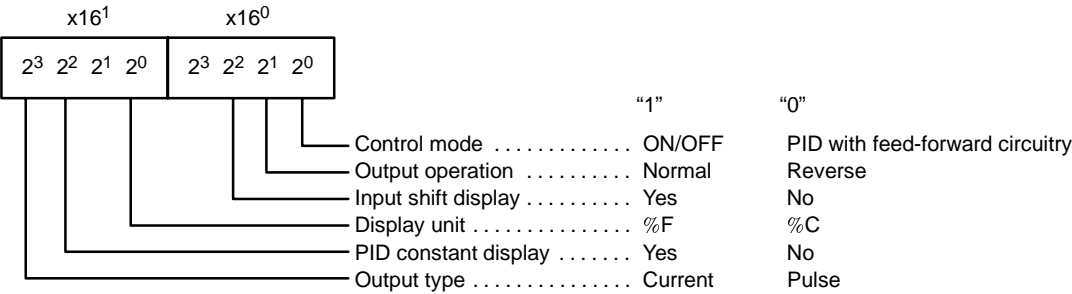 x16¹ x16⁰
2³ 2² 2¹ 2⁰ 2³ 2² 2¹ 2⁰
“1” “0”
Control mode . . . . . . . . . . . . . ON/OFF PID with feed-forward circuitry
Output operation . . . . . . . . . . Normal Reverse
Input shift display . . . . . . . . . . Yes No
Display unit . . . . . . . . . . . . . . . %F %C
PID constant display . . . . . . . Yes No
Output type . . . . . . . . . . . . . . . Current Pulse